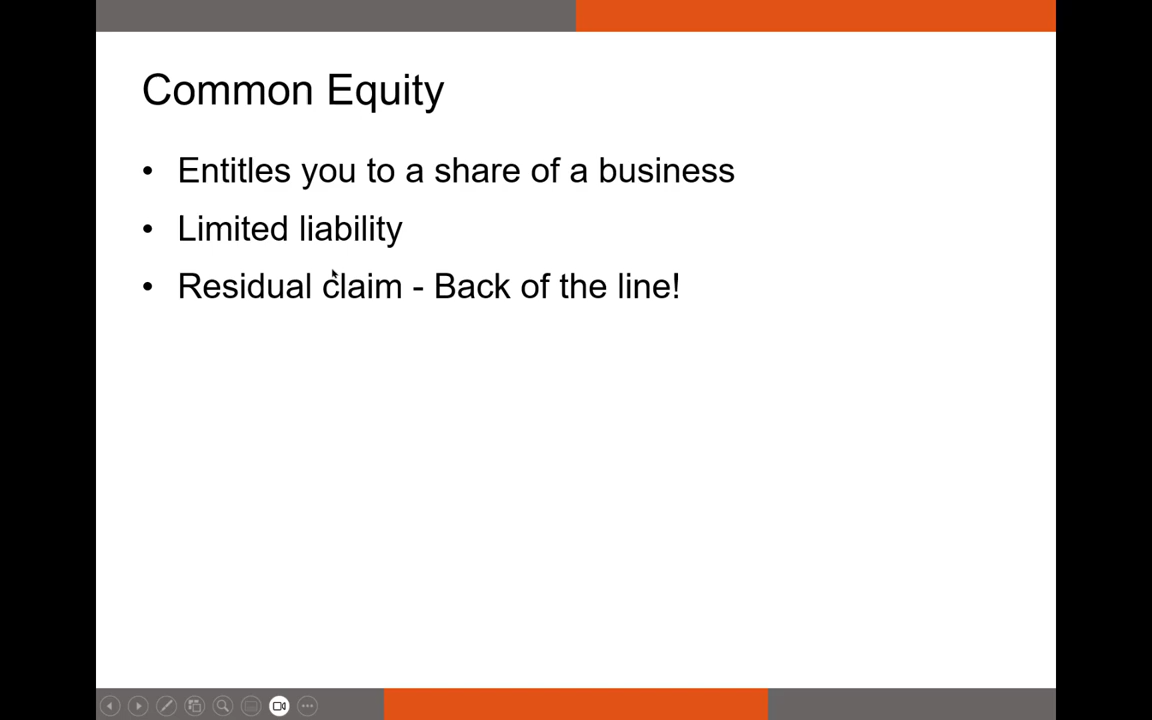 Common Equity
• Entitles you to a share of a business
• Limited liability
• Residual claim - Back of the line!